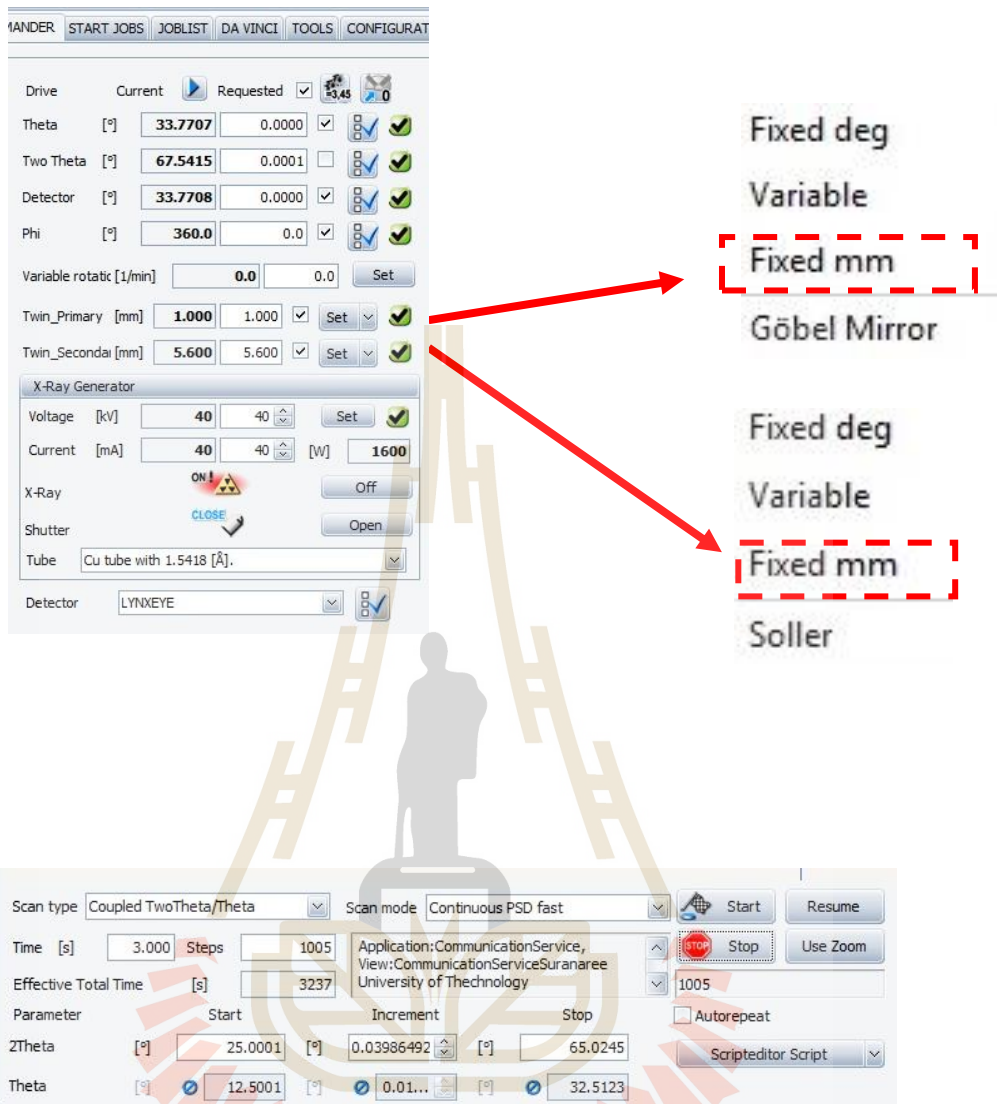 MANDER START JOBS JOBLIST DA VINCI TOOLS CONFIGURAT
Drive Current Requested =3,45 0
Theta [°] 33.7707 0.0000
Two Theta [°] 67.5415 0.0001
Detector [°] 33.7708 0.0000
Phi [°] 360.0 0.0
Variable rotatic [1/min] 0.0 0.0 Set
Twin_Primary [mm] 1.000 1.000 Set
Twin_Secondai [mm] 5.600 5.600 Set
X-Ray Generator
Voltage [kV] 40 40 Set
Current [mA] 40 40 [W] 1600
X-Ray ON! Off
Shutter CLOSE Open
Tube Cu tube with 1.5418 [Å].
Detector LYNXEYE
Fixed deg
Variable
Fixed mm
Göbel Mirror
Fixed deg
Variable
Fixed mm
Soller
Scan type Coupled TwoTheta/Theta Scan mode Continuous PSD fast Start Resume
Time [s] 3.000 Steps 1005 Application:CommunicationService, STOP Stop Use Zoom
View:CommunicationServiceSuranaree
Effective Total Time [s] 3237 University of Thechnology 1005
Parameter Start Increment Stop Autorepeat
2Theta [°] 25.0001 [°] 0.03986492 [°] 65.0245 Scripteditor Script
Theta [°] 12.5001 [°] 0.01... [°] 32.5123